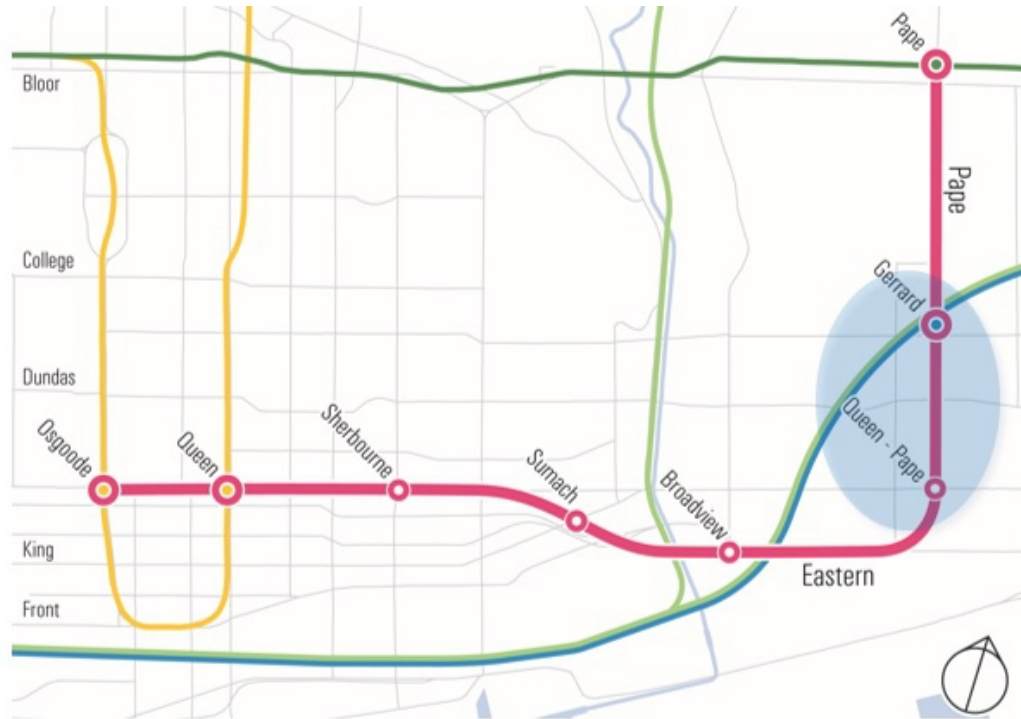 Pape
Bloor
Pape
College
Gerrard
Dundas
Osgoode
Queen
Sherbourne
Queen - Pape
Sumach
Broadview
King
Eastern
Front